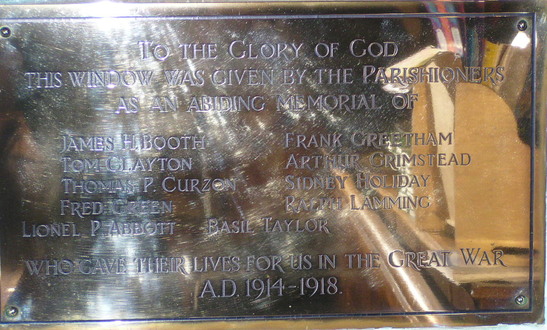 To the Glory of God
this window was given by the Parishioners
as an abiding memorial of
James H. Booth Frank Greetham
Tom Clayton Arthur Grimstead
Thomas P. Curzon Sidney Holiday
Fred Green Ralph Lamming
Lionel P. Abbott Basil Taylor
who gave their lives for us in the Great War
A.D. 1914-1918.